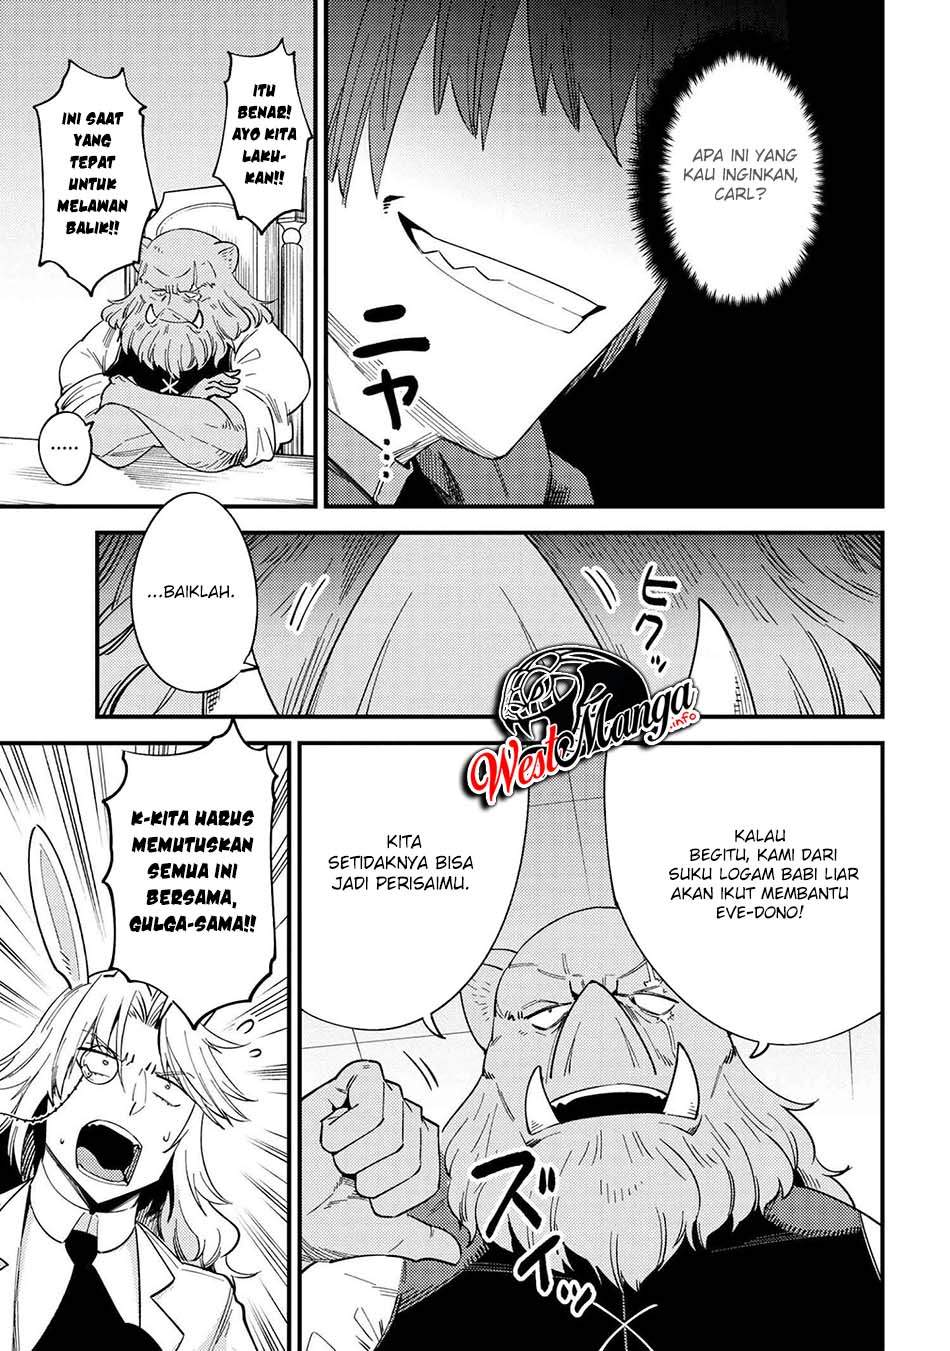 APA INI YANG
KAU INGINKAN,
CARL?
ニヤ…
ITU
BENAR!
AYO KITA
LAKU-
KAN!!
INI SAAT
YANG
TEPAT
UNTUK
MELAWAN
BALIK!!
.....
ヒクッ
...BAIKLAH.
WestManga
.info
KALAU
BEGITU, KAMI DARI
SUKU LOGAM BABI LIAR
AKAN IKUT MEMBANTU
EVE-DONO!
KITA
SETIDAKNYA BISA
JADI PERISAIMU.
ズイッ
K-KITA HARUS
MEMUTUSKAN
SEMUA INI
BERSAMA,
GULGA-SAMA!!